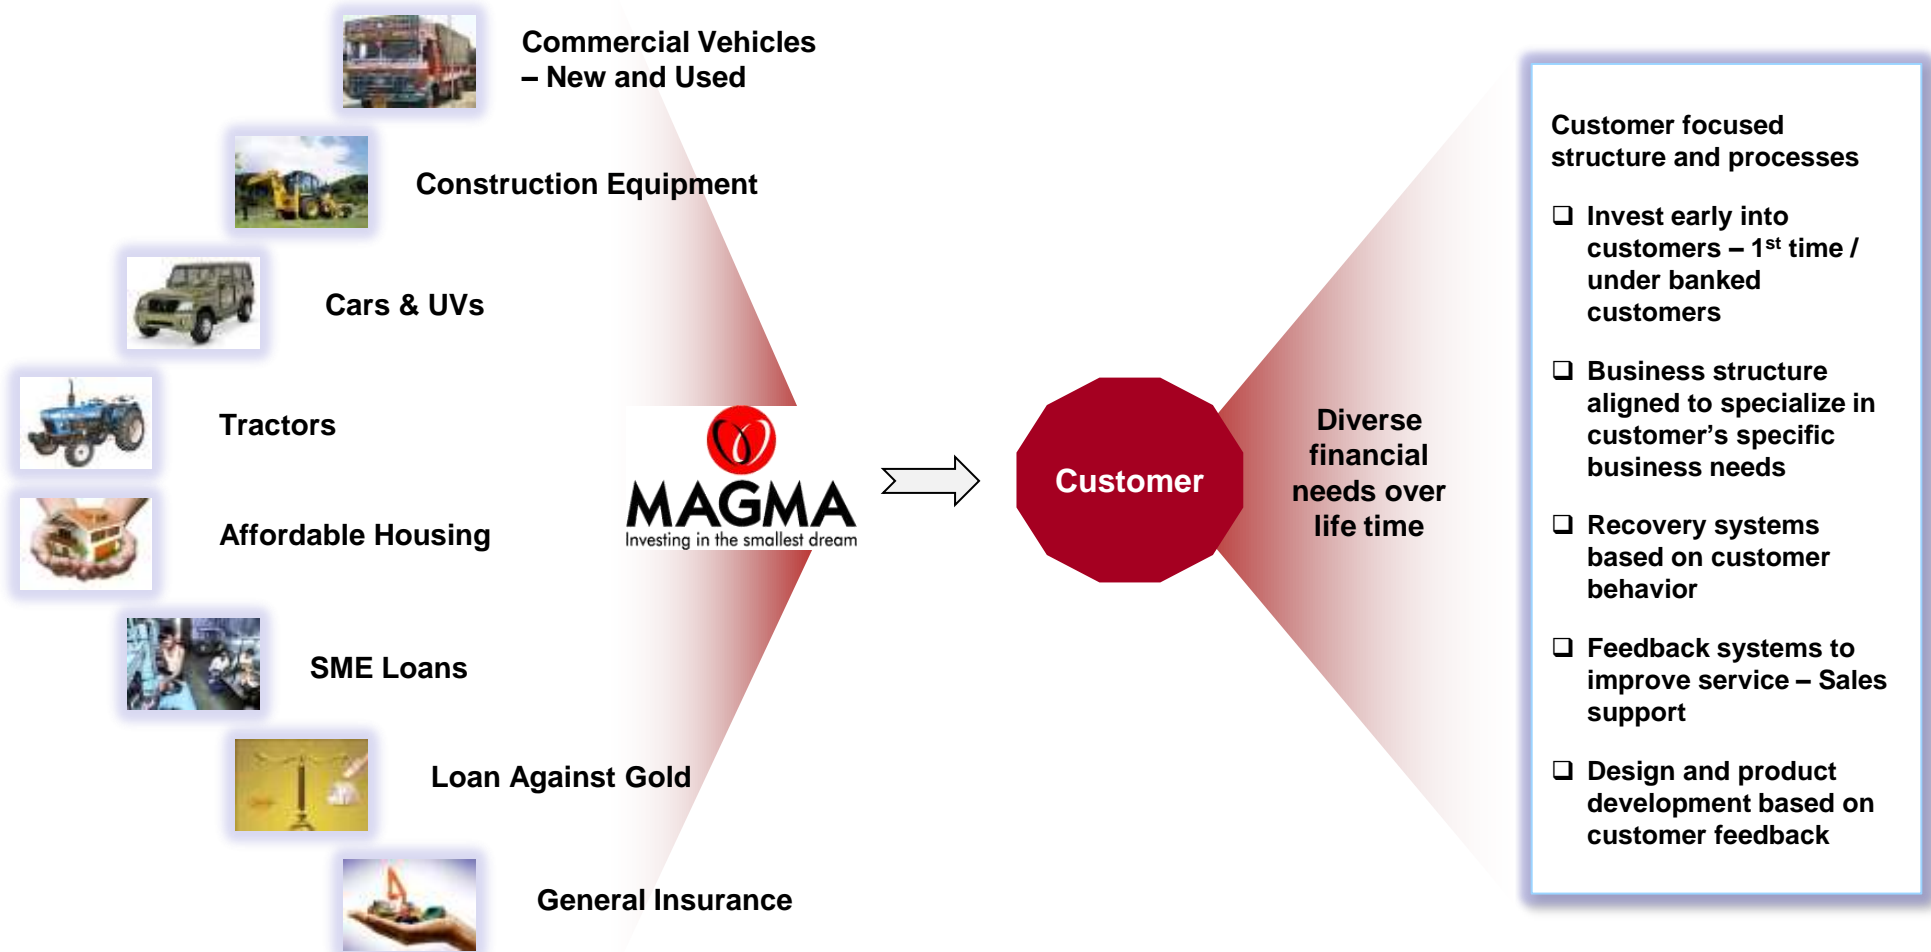 Commercial Vehicles
– New and Used
Construction Equipment
Cars & UVs
Tractors
Affordable Housing
SME Loans
Loan Against Gold
General Insurance
MAGMA
Investing in the smallest dream
Customer
Diverse
financial
needs over
life time
Customer focused
structure and processes
❑ Invest early into
customers – 1st time /
under banked
customers
❑ Business structure
aligned to specialize in
customer’s specific
business needs
❑ Recovery systems
based on customer
behavior
❑ Feedback systems to
improve service – Sales
support
❑ Design and product
development based on
customer feedback